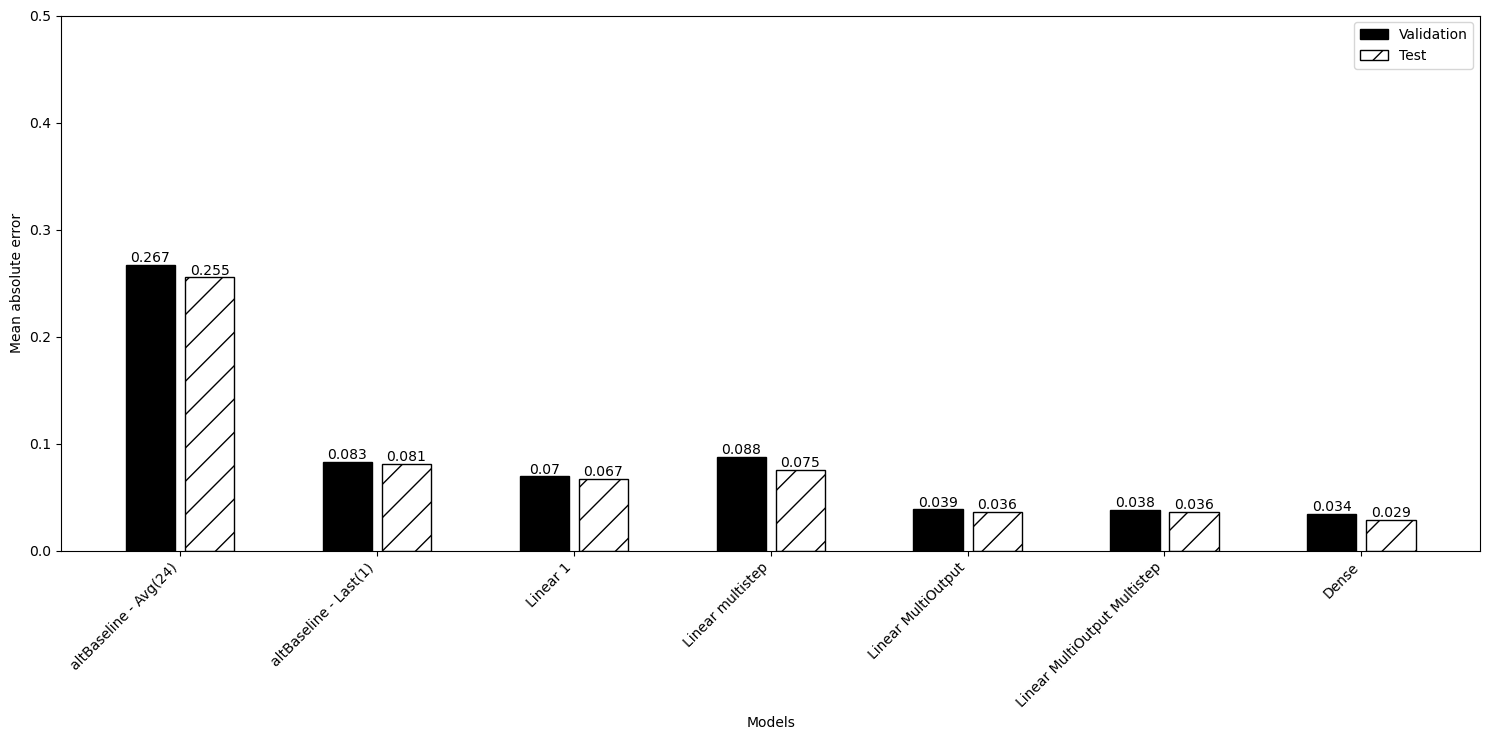 0.5
0.4
0.3
0.2
0.1
0.0
Mean absolute error
Validation
Test
0.267
0.255
0.083
0.081
0.07
0.067
0.088
0.075
0.039
0.036
0.038
0.036
0.034
0.029
altBaseline - Avg(24)
altBaseline - Last(1)
Linear 1
Linear multistep
Linear MultiOutput
Linear MultiOutput Multistep
Dense
Models